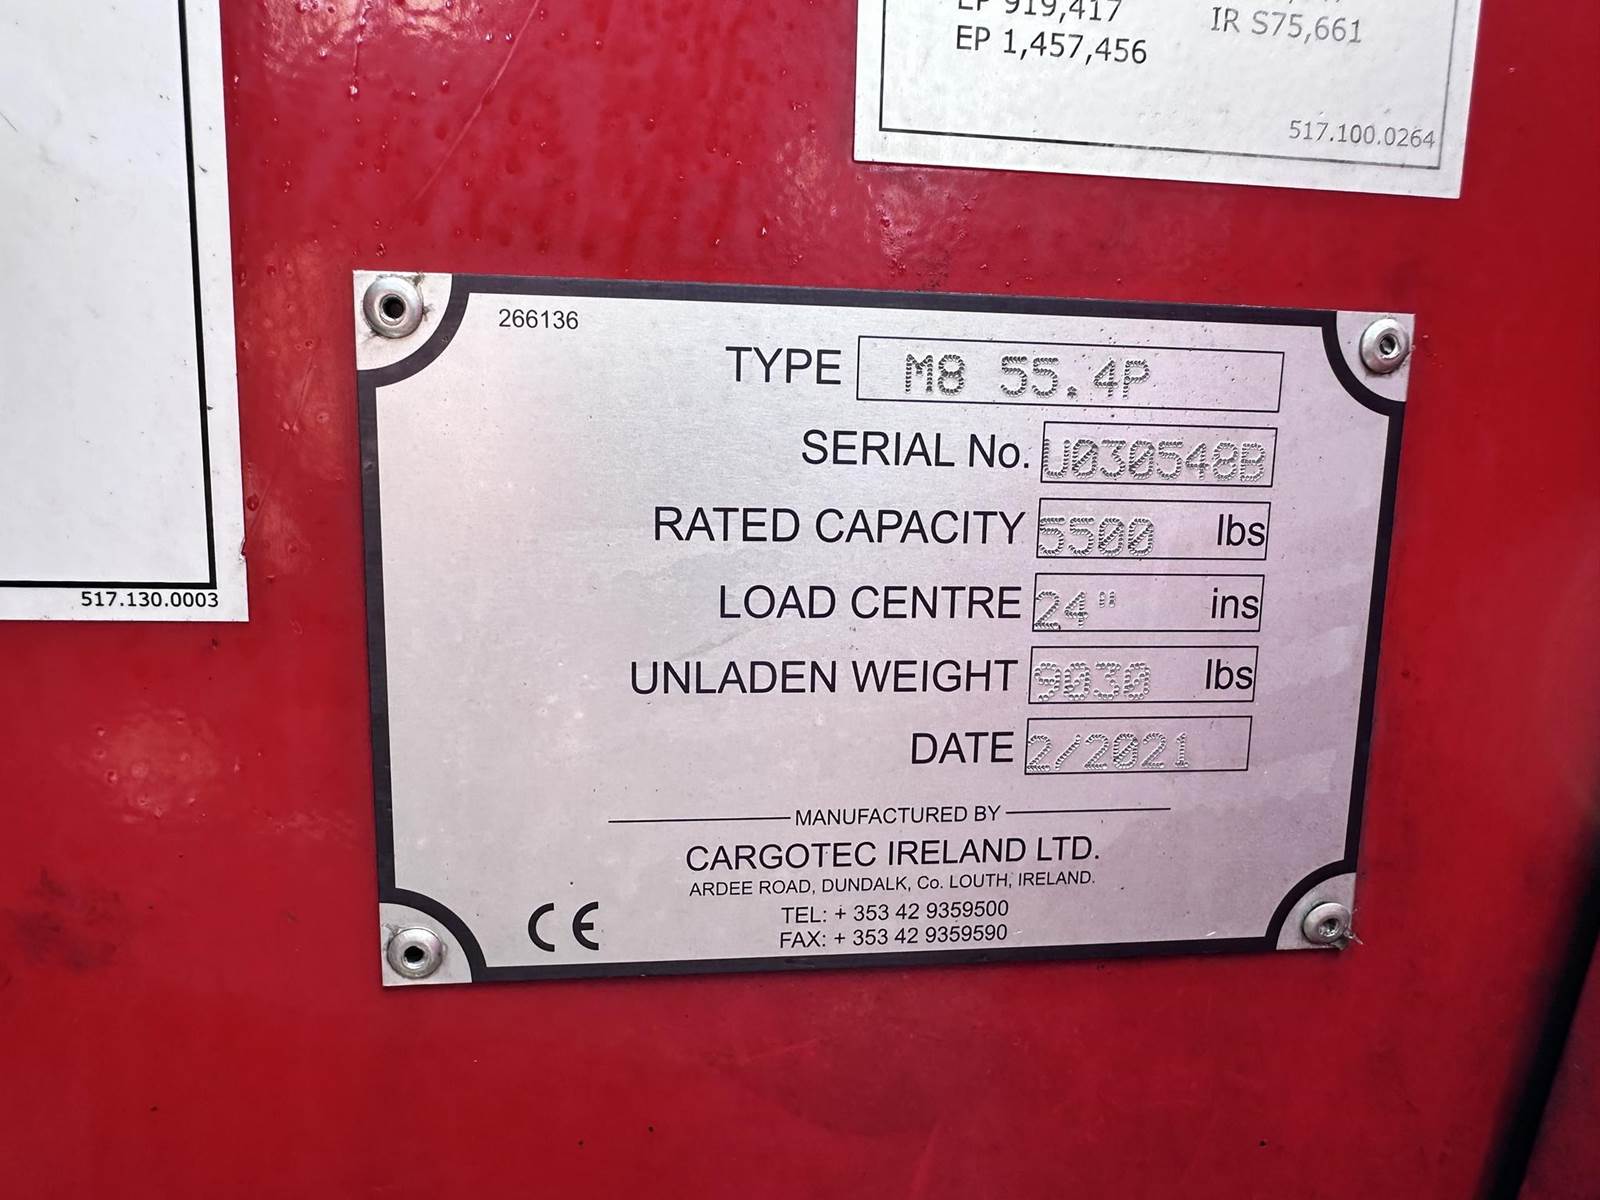 EP 919,417
EP 1,457,456
IR S75,661
517.100.0264
517.130.0003
266136
TYPE M8 55.4P
SERIAL No. U030548B
RATED CAPACITY 5500 lbs
LOAD CENTRE 24" ins
UNLADEN WEIGHT 9030 lbs
DATE 2/2021
MANUFACTURED BY
CARGOTEC IRELAND LTD.
ARDEE ROAD, DUNDALK, Co. LOUTH, IRELAND.
TEL: + 353 42 9359500
FAX: + 353 42 9359590
CE